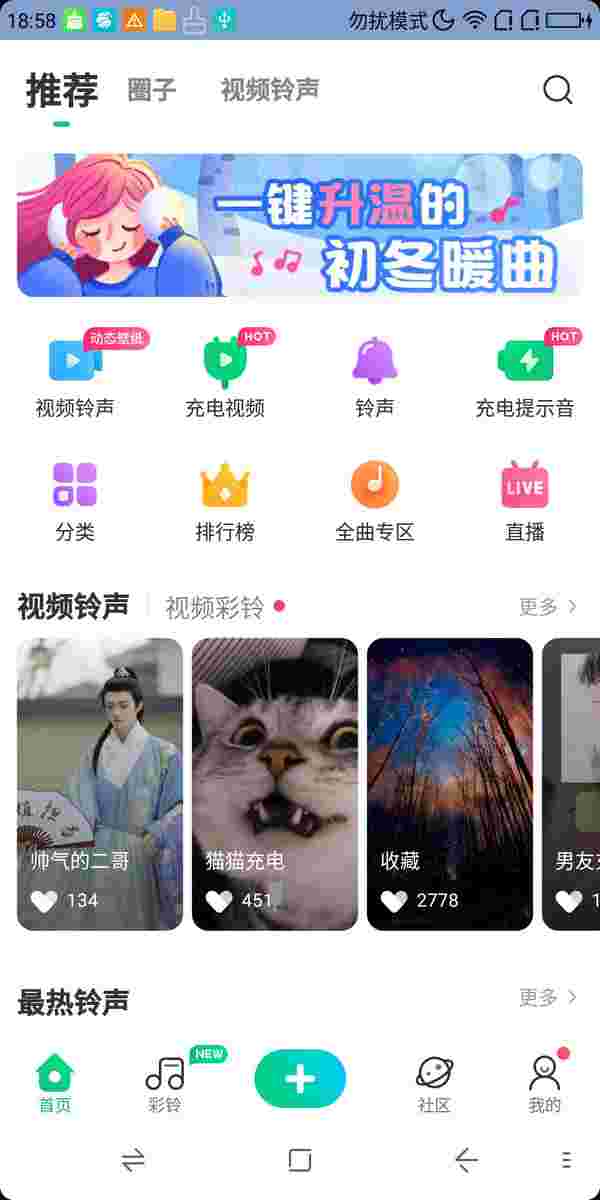 18:58 勿扰模式
推荐 圈子 视频铃声
一键升温的
初冬暖曲
动态壁纸 HOT HOT
视频铃声 充电视频 铃声 充电提示音
LIVE
分类 排行榜 全曲专区 直播
视频铃声 视频彩铃 更多
帅气的二哥 猫猫充电 收藏 男友
134 451 2778 1
最热铃声 更多
NEW
首页 彩铃 社区 我的